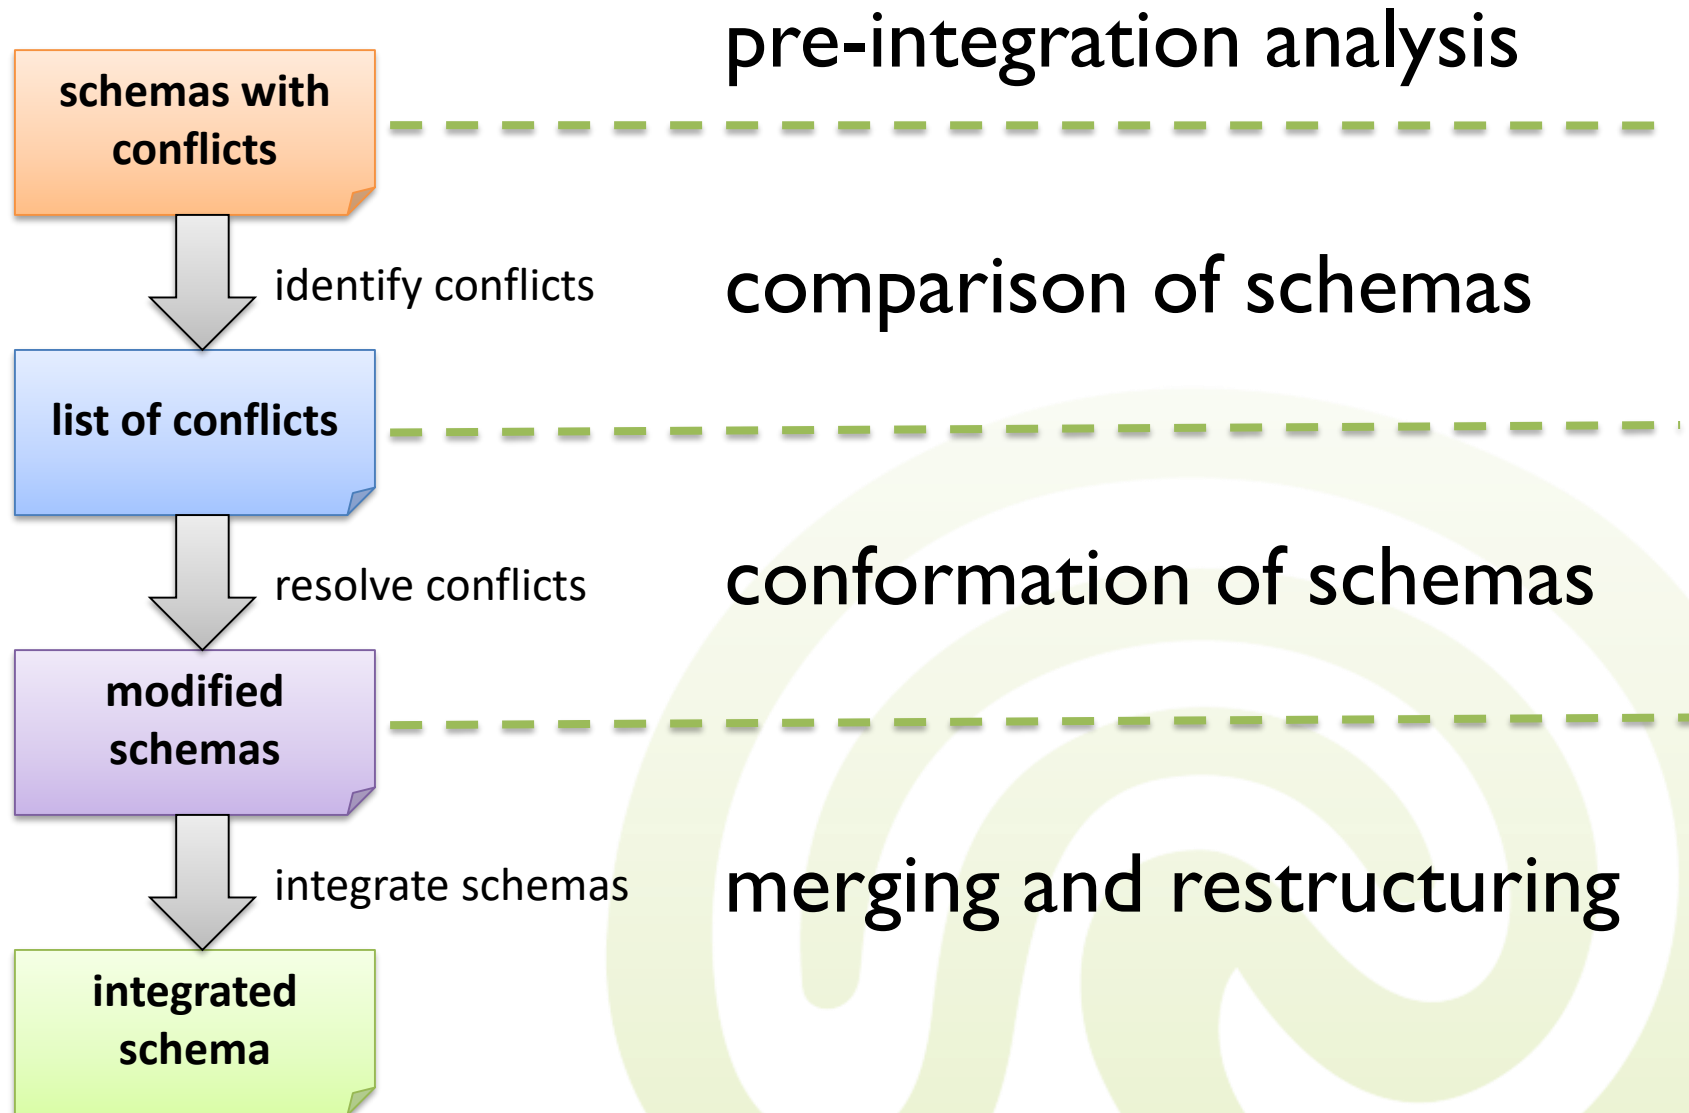 pre-integration analysis
schemas with
conflicts
identify conflicts
comparison of schemas
list of conflicts
resolve conflicts
conformation of schemas
modified
schemas
integrate schemas
merging and restructuring
integrated
schema